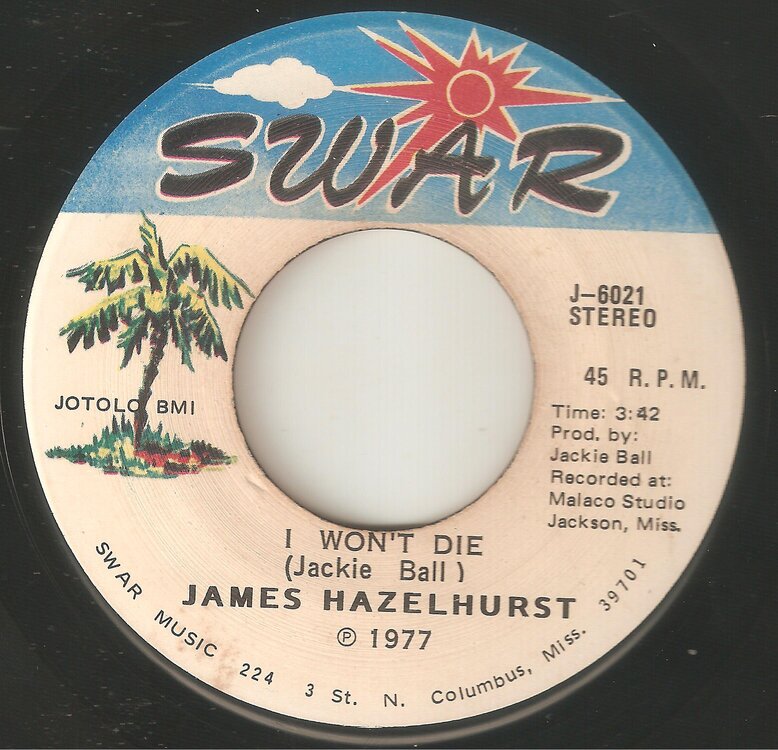 SWAR
J-6021
STEREO
45 R.P.M.
JOTOLO BMI
Time: 3:42
Prod. by:
Jackie Ball
Recorded at:
Malaco Studio
Jackson, Miss.
I WON'T DIE
(Jackie Ball)
JAMES HAZELHURST
℗ 1977
SWAR MUSIC 224 3 St. N. Columbus, Miss. 39701